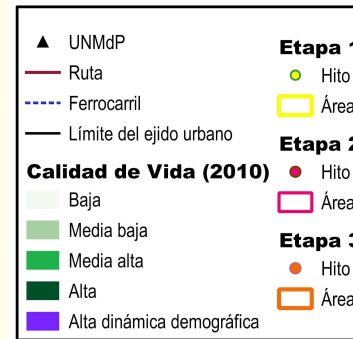 UNMdP
Ruta
Ferrocarril
Límite del ejido urbano
Calidad de Vida (2010)
Baja
Media baja
Media alta
Alta
Alta dinámica demográfica
Etapa 1
Hito
Área
Etapa 2
Hito
Área
Etapa 3
Hito
Área